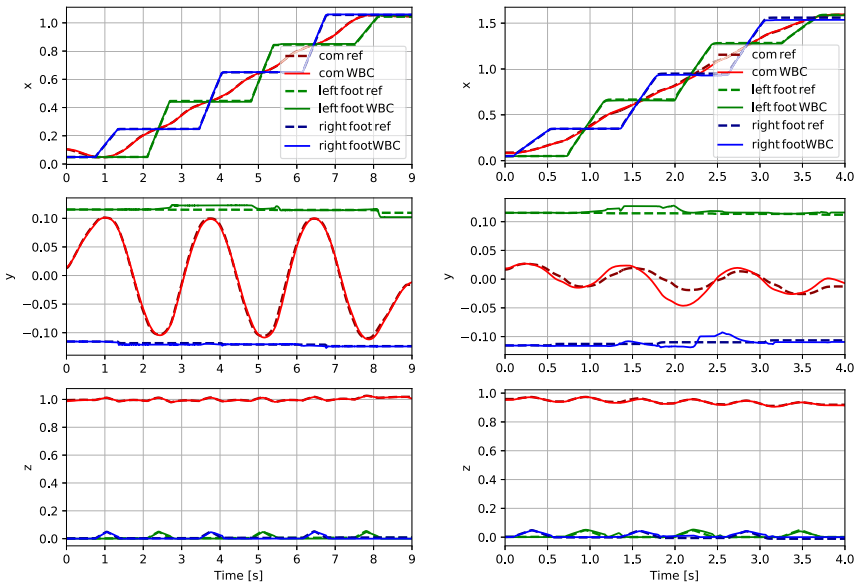 1.0
0.8
0.6
0.4
0.2
0.0
x
com ref
com WBC
left foot ref
left foot WBC
right foot ref
right footWBC
0 1 2 3 4 5 6 7 8 9
1.5
1.0
0.5
0.0
x
com ref
com WBC
left foot ref
left foot WBC
right foot ref
right footWBC
0.0 0.5 1.0 1.5 2.0 2.5 3.0 3.5 4.0
0.10
0.05
0.00
−0.05
−0.10
y
0 1 2 3 4 5 6 7 8 9
0.10
0.05
0.00
−0.05
−0.10
y
0.0 0.5 1.0 1.5 2.0 2.5 3.0 3.5 4.0
1.0
0.8
0.6
0.4
0.2
0.0
z
0 1 2 3 4 5 6 7 8 9
Time [s]
1.0
0.8
0.6
0.4
0.2
0.0
z
0.0 0.5 1.0 1.5 2.0 2.5 3.0 3.5 4.0
Time [s]